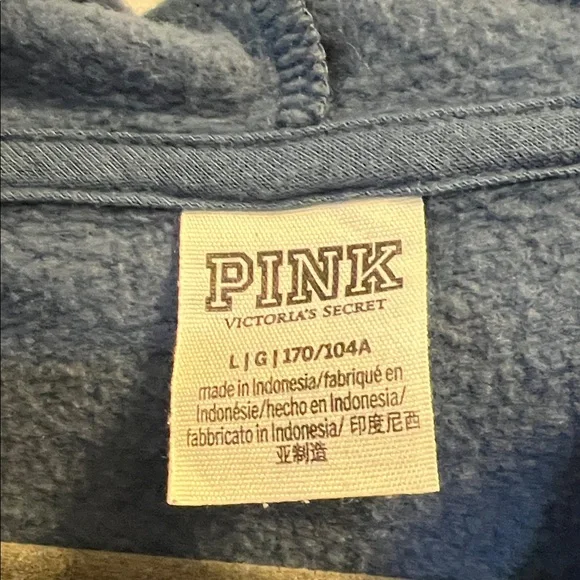 PINK
VICTORIA'S SECRET
L | G | 170/104A
made in Indonesia/fabriqué en
Indonésie/hecho en Indonesia/
fabbricato in Indonesia/ 印度尼西
亚制造